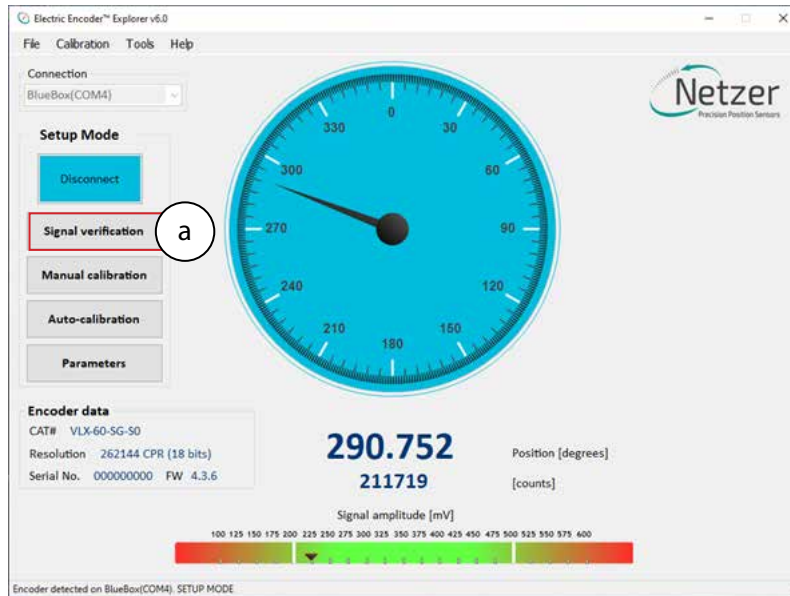 Electric Encoder™ Explorer v6.0
File Calibration Tools Help
Connection
BlueBox(COM4)
Netzer
Precision Position Sensors
Setup Mode
Disconnect
Signal verification
a
Manual calibration
Auto-calibration
Parameters
0
30
60
90
120
150
180
210
240
270
300
330
Encoder data
CAT# VLX-60-SG-S0
Resolution 262144 CPR (18 bits)
Serial No. 000000000 FW 4.3.6
290.752 Position [degrees]
211719 [counts]
Signal amplitude [mV]
100 125 150 175 200 225 250 275 300 325 350 375 400 425 450 475 500 525 550 575 600
Encoder detected on BlueBox(COM4). SETUP MODE